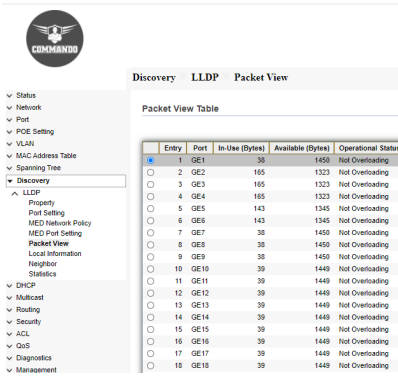 COMMANDO
Discovery LLDP Packet View
Status
Network
Port
POE Setting
VLAN
MAC Address Table
Spanning Tree
Discovery
LLDP
Property
Port Setting
MED Network Policy
MED Port Setting
Packet View
Local Information
Neighbor
Statistics
DHCP
Multicast
Routing
Security
ACL
QoS
Diagnostics
Management
Packet View Table
Entry Port In-Use (Bytes) Available (Bytes) Operational Status
1 GE1 38 1450 Not Overloading
2 GE2 165 1323 Not Overloading
3 GE3 165 1323 Not Overloading
4 GE4 165 1323 Not Overloading
5 GE5 143 1345 Not Overloading
6 GE6 143 1345 Not Overloading
7 GE7 38 1450 Not Overloading
8 GE8 38 1450 Not Overloading
9 GE9 38 1450 Not Overloading
10 GE10 39 1449 Not Overloading
11 GE11 39 1449 Not Overloading
12 GE12 39 1449 Not Overloading
13 GE13 39 1449 Not Overloading
14 GE14 39 1449 Not Overloading
15 GE15 39 1449 Not Overloading
16 GE16 39 1449 Not Overloading
17 GE17 39 1449 Not Overloading
18 GE18 39 1449 Not Overloading